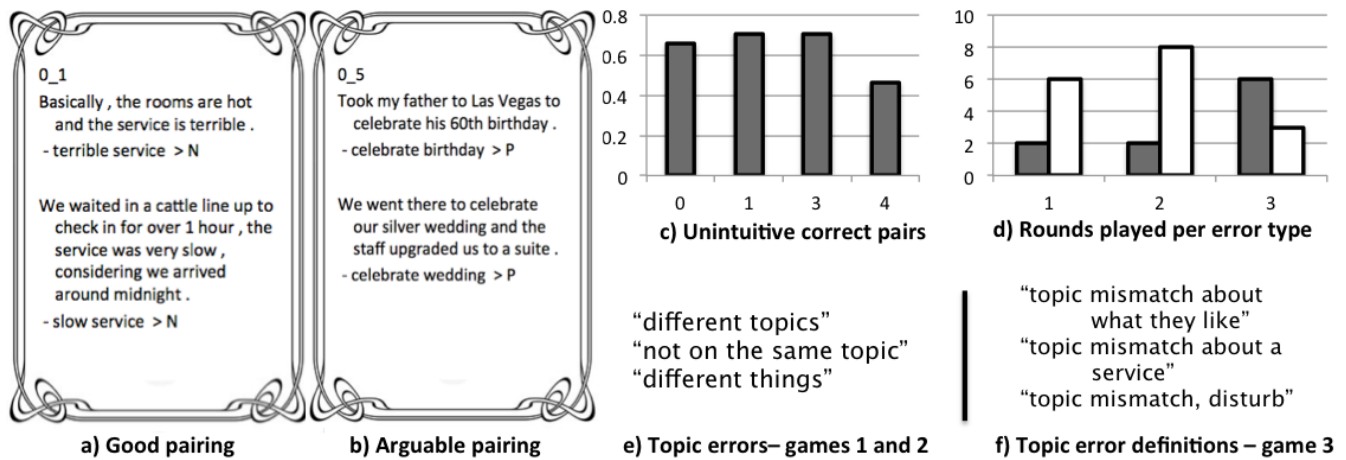 0_1
Basically , the rooms are hot
and the service is terrible .
- terrible service > N
We waited in a cattle line up to
check in for over 1 hour , the
service was very slow ,
considering we arrived
around midnight .
- slow service > N
a) Good pairing
0_5
Took my father to Las Vegas to
celebrate his 60th birthday .
- celebrate birthday > P
We went there to celebrate
our silver wedding and the
staff upgraded us to a suite .
- celebrate wedding > P
b) Arguable pairing
0.8
0.6
0.4
0.2
0
0 1 3 4
c) Unintuitive correct pairs
10
8
6
4
2
0
1 2 3
d) Rounds played per error type
“different topics”
“not on the same topic”
“different things”
e) Topic errors– games 1 and 2
“topic mismatch about
what they like”
“topic mismatch about a
service”
“topic mismatch, disturb”
f) Topic error definitions – game 3